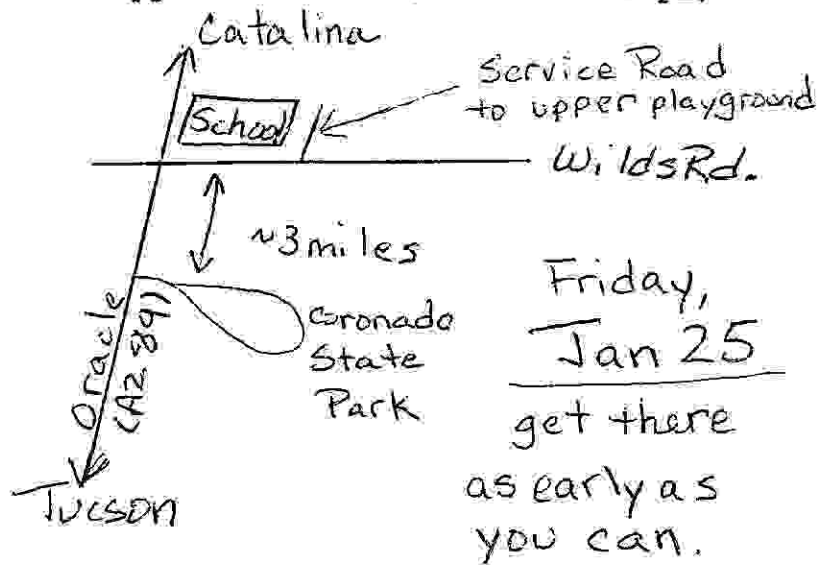 Catalina
School
Service Road
to upper playground
Wilds Rd.
~3 miles
Coronado
State
Park
Oracle
(AZ 89)
Tucson
Friday,
Jan 25
get there
as early as
you can.